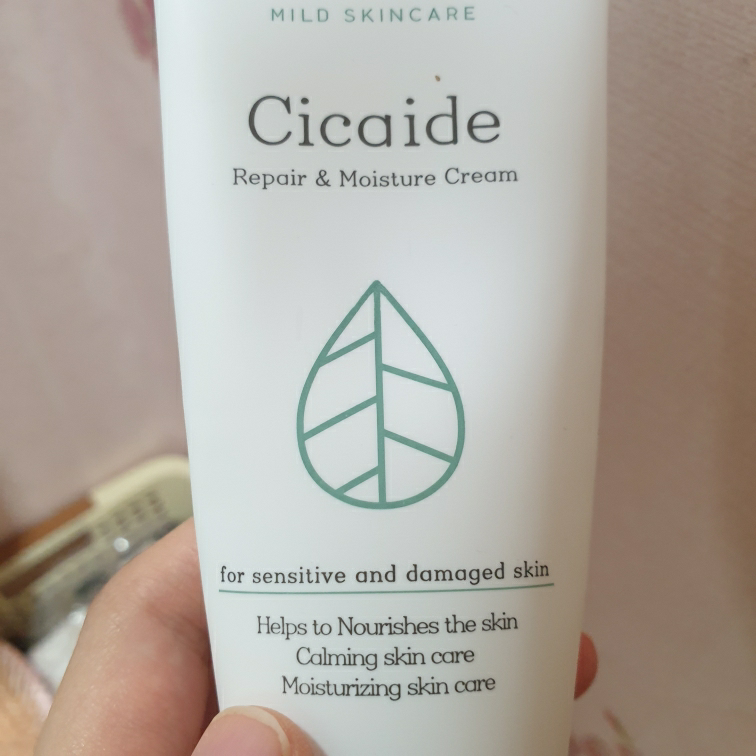 MILD SKINCARE
Cicaide
Repair & Moisture Cream
for sensitive and damaged skin
Helps to Nourishes the skin
Calming skin care
Moisturizing skin care